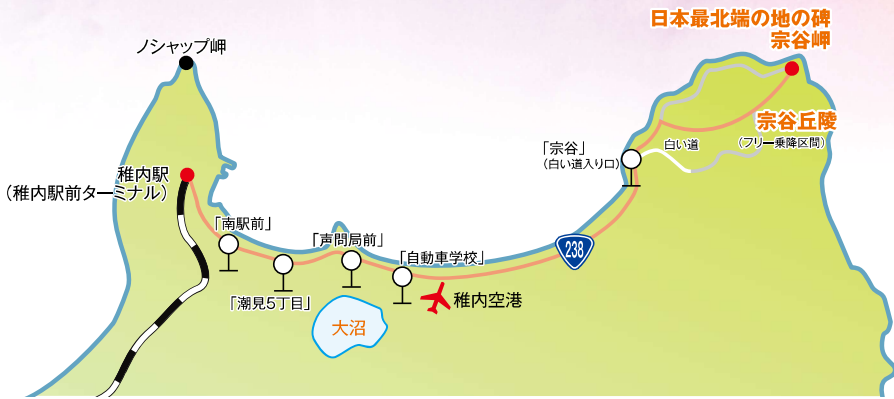 日本最北端の地の碑
宗谷岬
ノシャップ岬
宗谷丘陵
(フリー乗降区間)
「宗谷」
(白い道入り口)
白い道
稚内駅
(稚内駅前ターミナル)
「南駅前」
「声問局前」
「自動車学校」
238
「潮見5丁目」
稚内空港
大沼